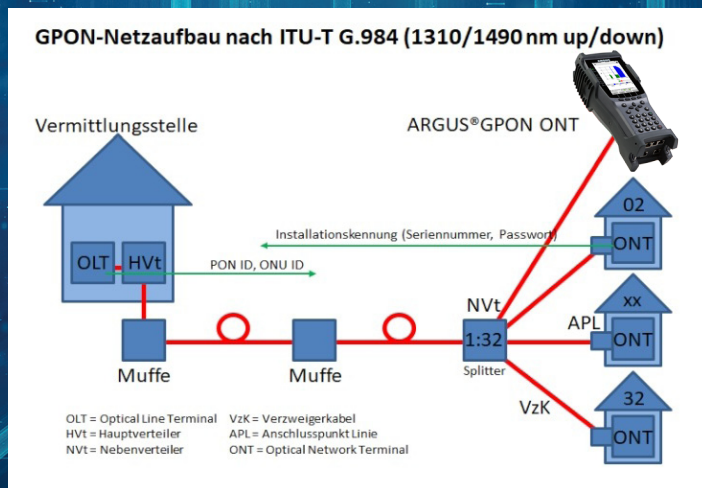 GPON-Netzaufbau nach ITU-T G.984 (1310/1490 nm up/down)
Vermittlungsstelle
ARGUS®GPON ONT
02
Installationskennung (Seriennummer, Passwort)
ONT
OLT
HVt
PON ID, ONU ID
NVt
xx
APL
1:32
ONT
Muffe
Muffe
Splitter
32
VzK
ONT
OLT = Optical Line Terminal
VzK = Verzweigerkabel
HVt = Hauptverteiler
APL = Anschlusspunkt Linie
NVt = Nebenverteiler
ONT = Optical Network Terminal